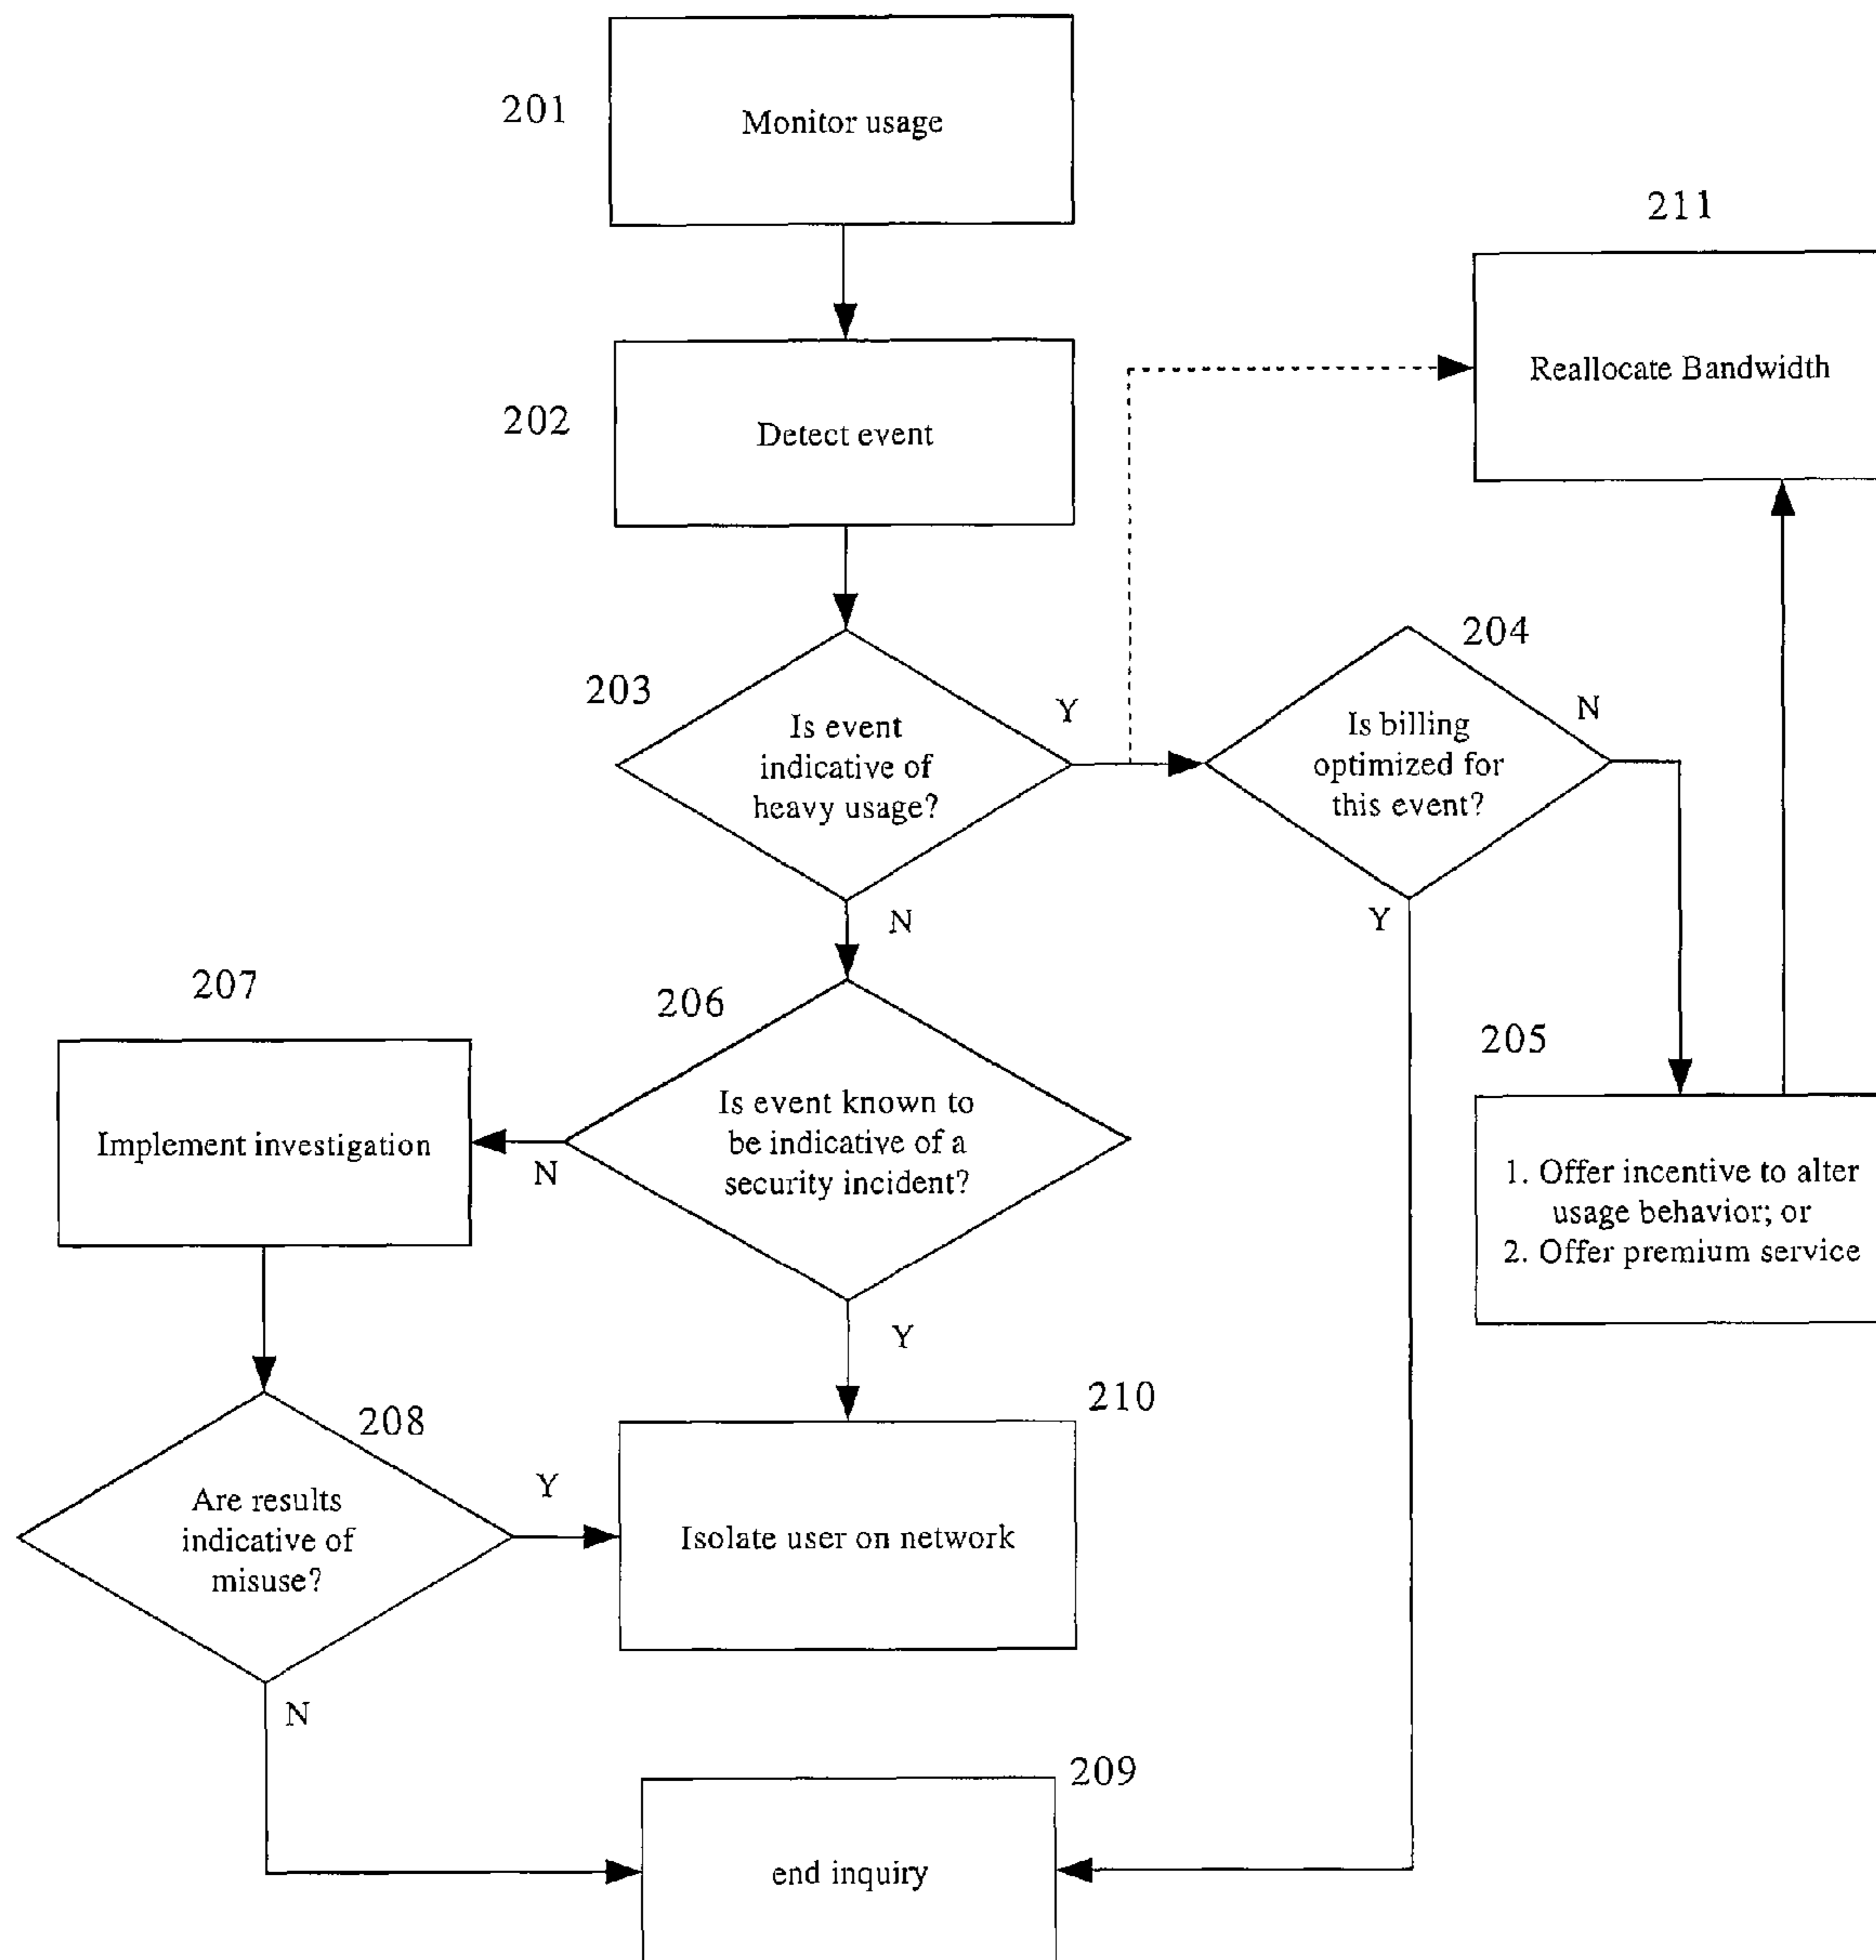 201
Monitor usage
211
Reallocate Bandwidth
202
Detect event
204
203
Y
N
Is event
indicative of
heavy usage?
Is billing
optimized for
this event?
N
Y
207
206
205
Is event known to
be indicative of a
security incident?
Implement investigation
N
1. Offer incentive to alter
usage behavior; or
2. Offer premium service
Y
210
208
Y
Are results
indicative of
misuse?
Isolate user on network
N
209
end inquiry